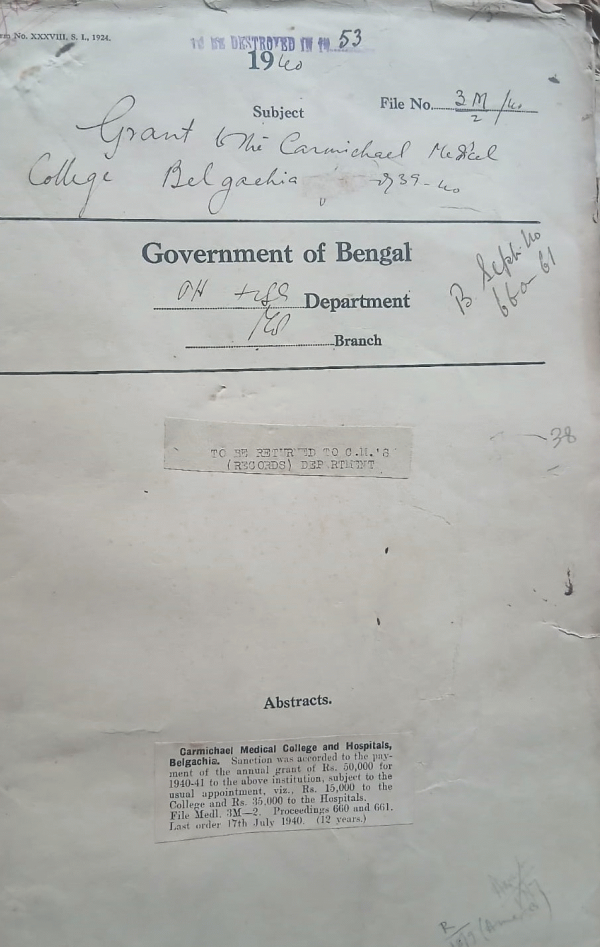 rm No. XXXVIII, S. I., 1924.
TO BE DESTROYED IN 19 53
1940
Subject
File No. 3M/2/40
Grant to the Carmichael Medical
College Belgachia 1939-40
Government of Bengal
PH & LSG Department
Branch
B Septr. 40
660-61
38
TO BE RETURNED TO C.M.'S
(RECORDS) DEPARTMENT
Abstracts.
Carmichael Medical College and Hospitals,
Belgachia. Sanction was accorded to the pay-
ment of the annual grant of Rs. 50,000 for
1940-41 to the above institution, subject to the
usual appointment, viz., Rs. 15,000 to the
College and Rs. 35,000 to the Hospitals.
File Medl. 3M—2. Proceedings 660 and 661.
Last order 17th July 1940. (12 years.)